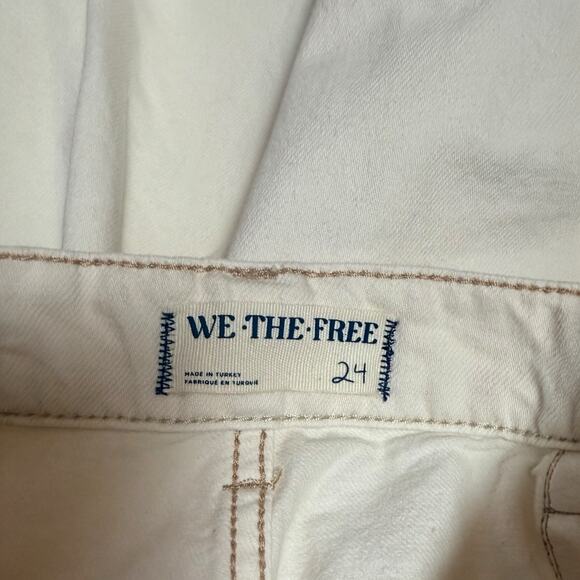 WE·THE·FREE
MADE IN TURKEY
FABRIQUÉ EN TURQUIE
24